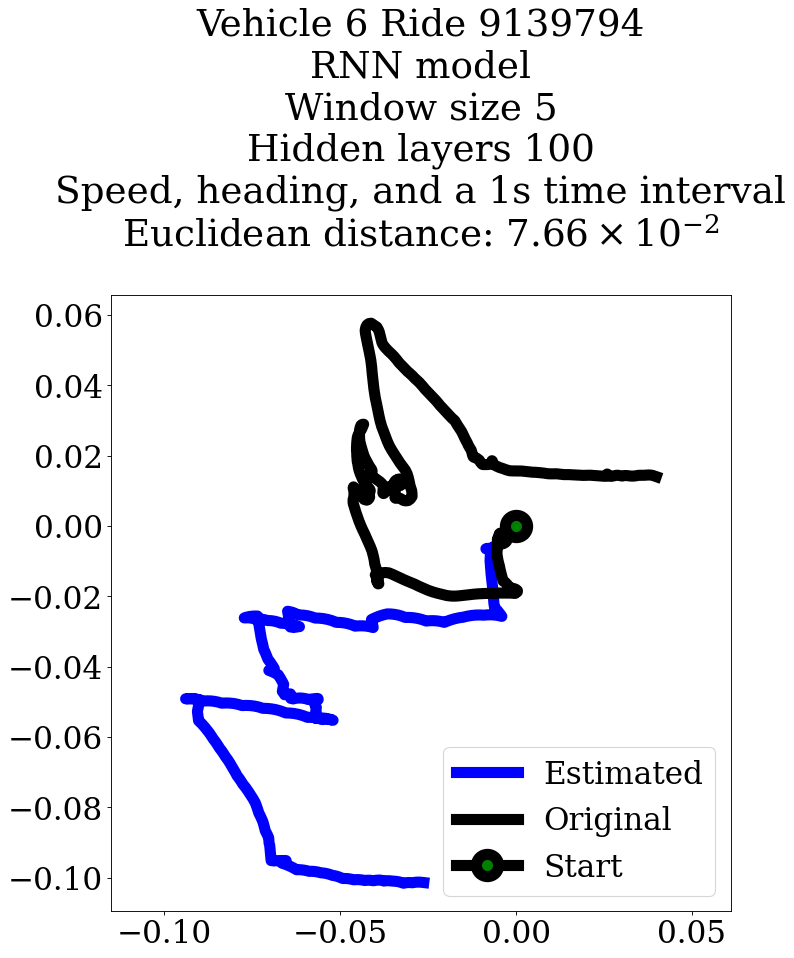 Vehicle 6 Ride 9139794
RNN model
Window size 5
Hidden layers 100
Speed, heading, and a 1s time interval
Euclidean distance: 7.66 × 10⁻²
0.06
0.04
0.02
0.00
−0.02
−0.04
−0.06
−0.08
−0.10
Estimated
Original
Start
−0.10 −0.05 0.00 0.05